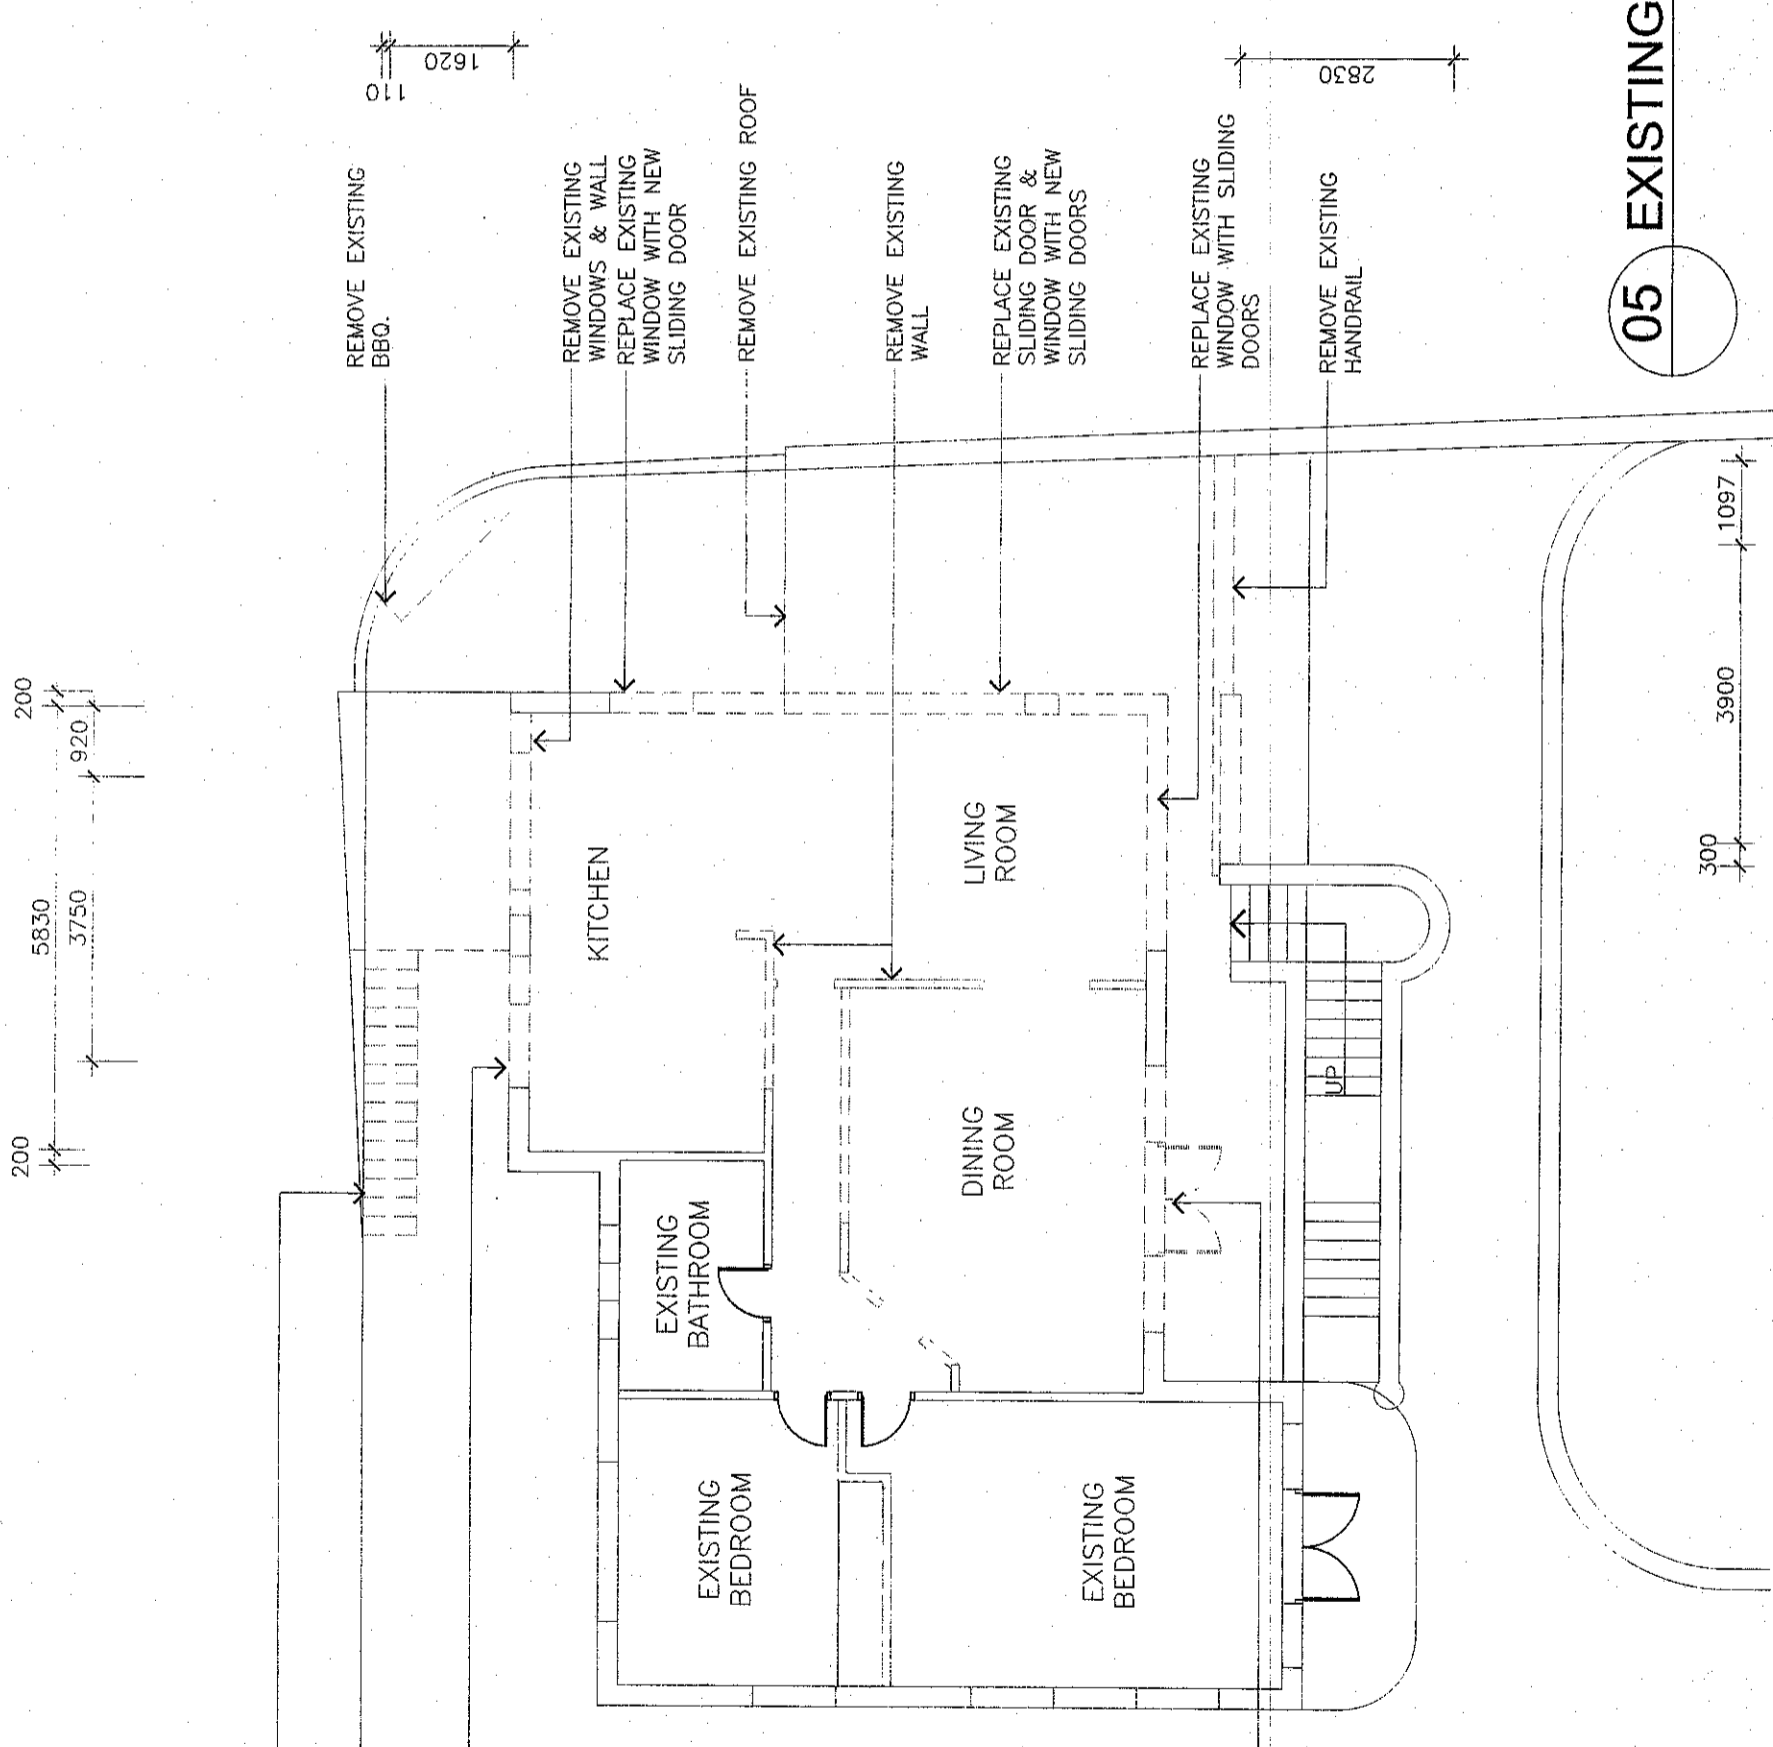 REMOVE EXISTING
BBQ.
REMOVE EXISTING
WINDOWS & WALL
REPLACE EXISTING
WINDOW WITH NEW
SLIDING DOOR
REMOVE EXISTING ROOF
REMOVE EXISTING
WALL
REPLACE EXISTING
SLIDING DOOR &
WINDOW WITH NEW
SLIDING DOORS
REPLACE EXISTING
WINDOW WITH SLIDING
DOORS
REMOVE EXISTING
HANDRAIL
05 EXISTING
110
1620
2830
200
5830
200
920
3750
1097
3900
300
KITCHEN
LIVING
ROOM
DINING
ROOM
EXISTING
BATHROOM
EXISTING
BEDROOM
EXISTING
BEDROOM
UP